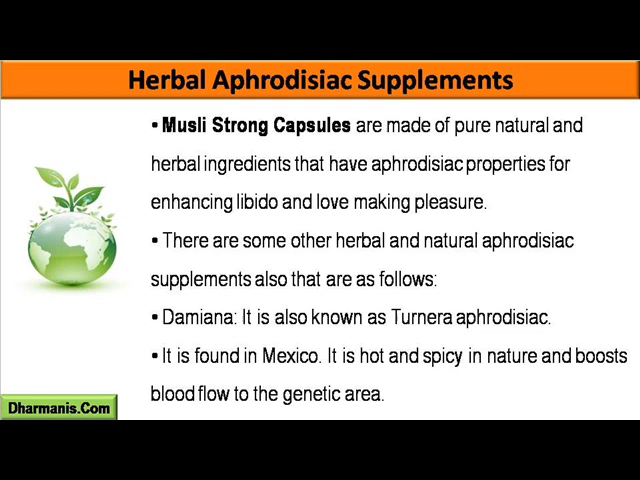 Herbal Aphrodisiac Supplements
• Musli Strong Capsules are made of pure natural and
herbal ingredients that have aphrodisiac properties for
enhancing libido and love making pleasure.
• There are some other herbal and natural aphrodisiac
supplements also that are as follows:
• Damiana: It is also known as Turnera aphrodisiac.
• It is found in Mexico. It is hot and spicy in nature and boosts
blood flow to the genetic area.
Dharmanis.Com